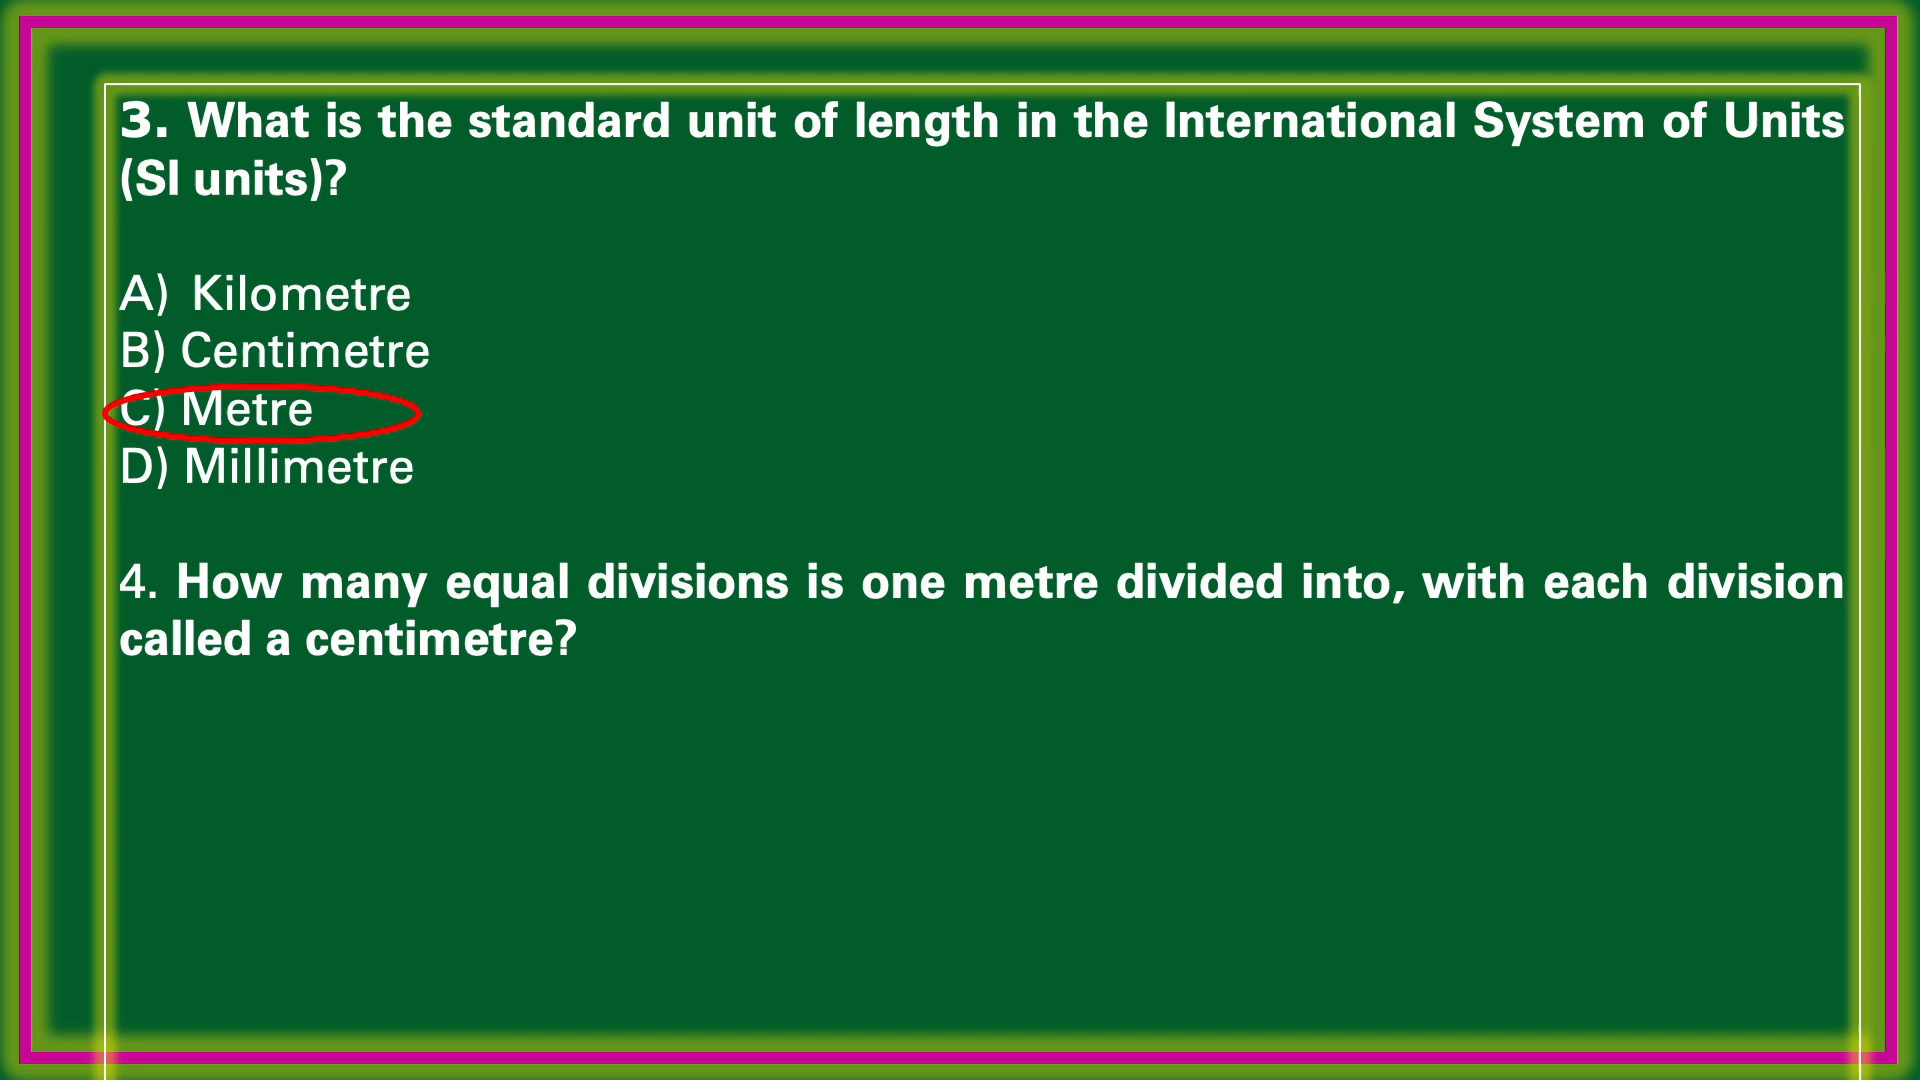 3. What is the standard unit of length in the International System of Units
(SI units)?
A) Kilometre
B) Centimetre
C) Metre
D) Millimetre
4. How many equal divisions is one metre divided into, with each division
called a centimetre?